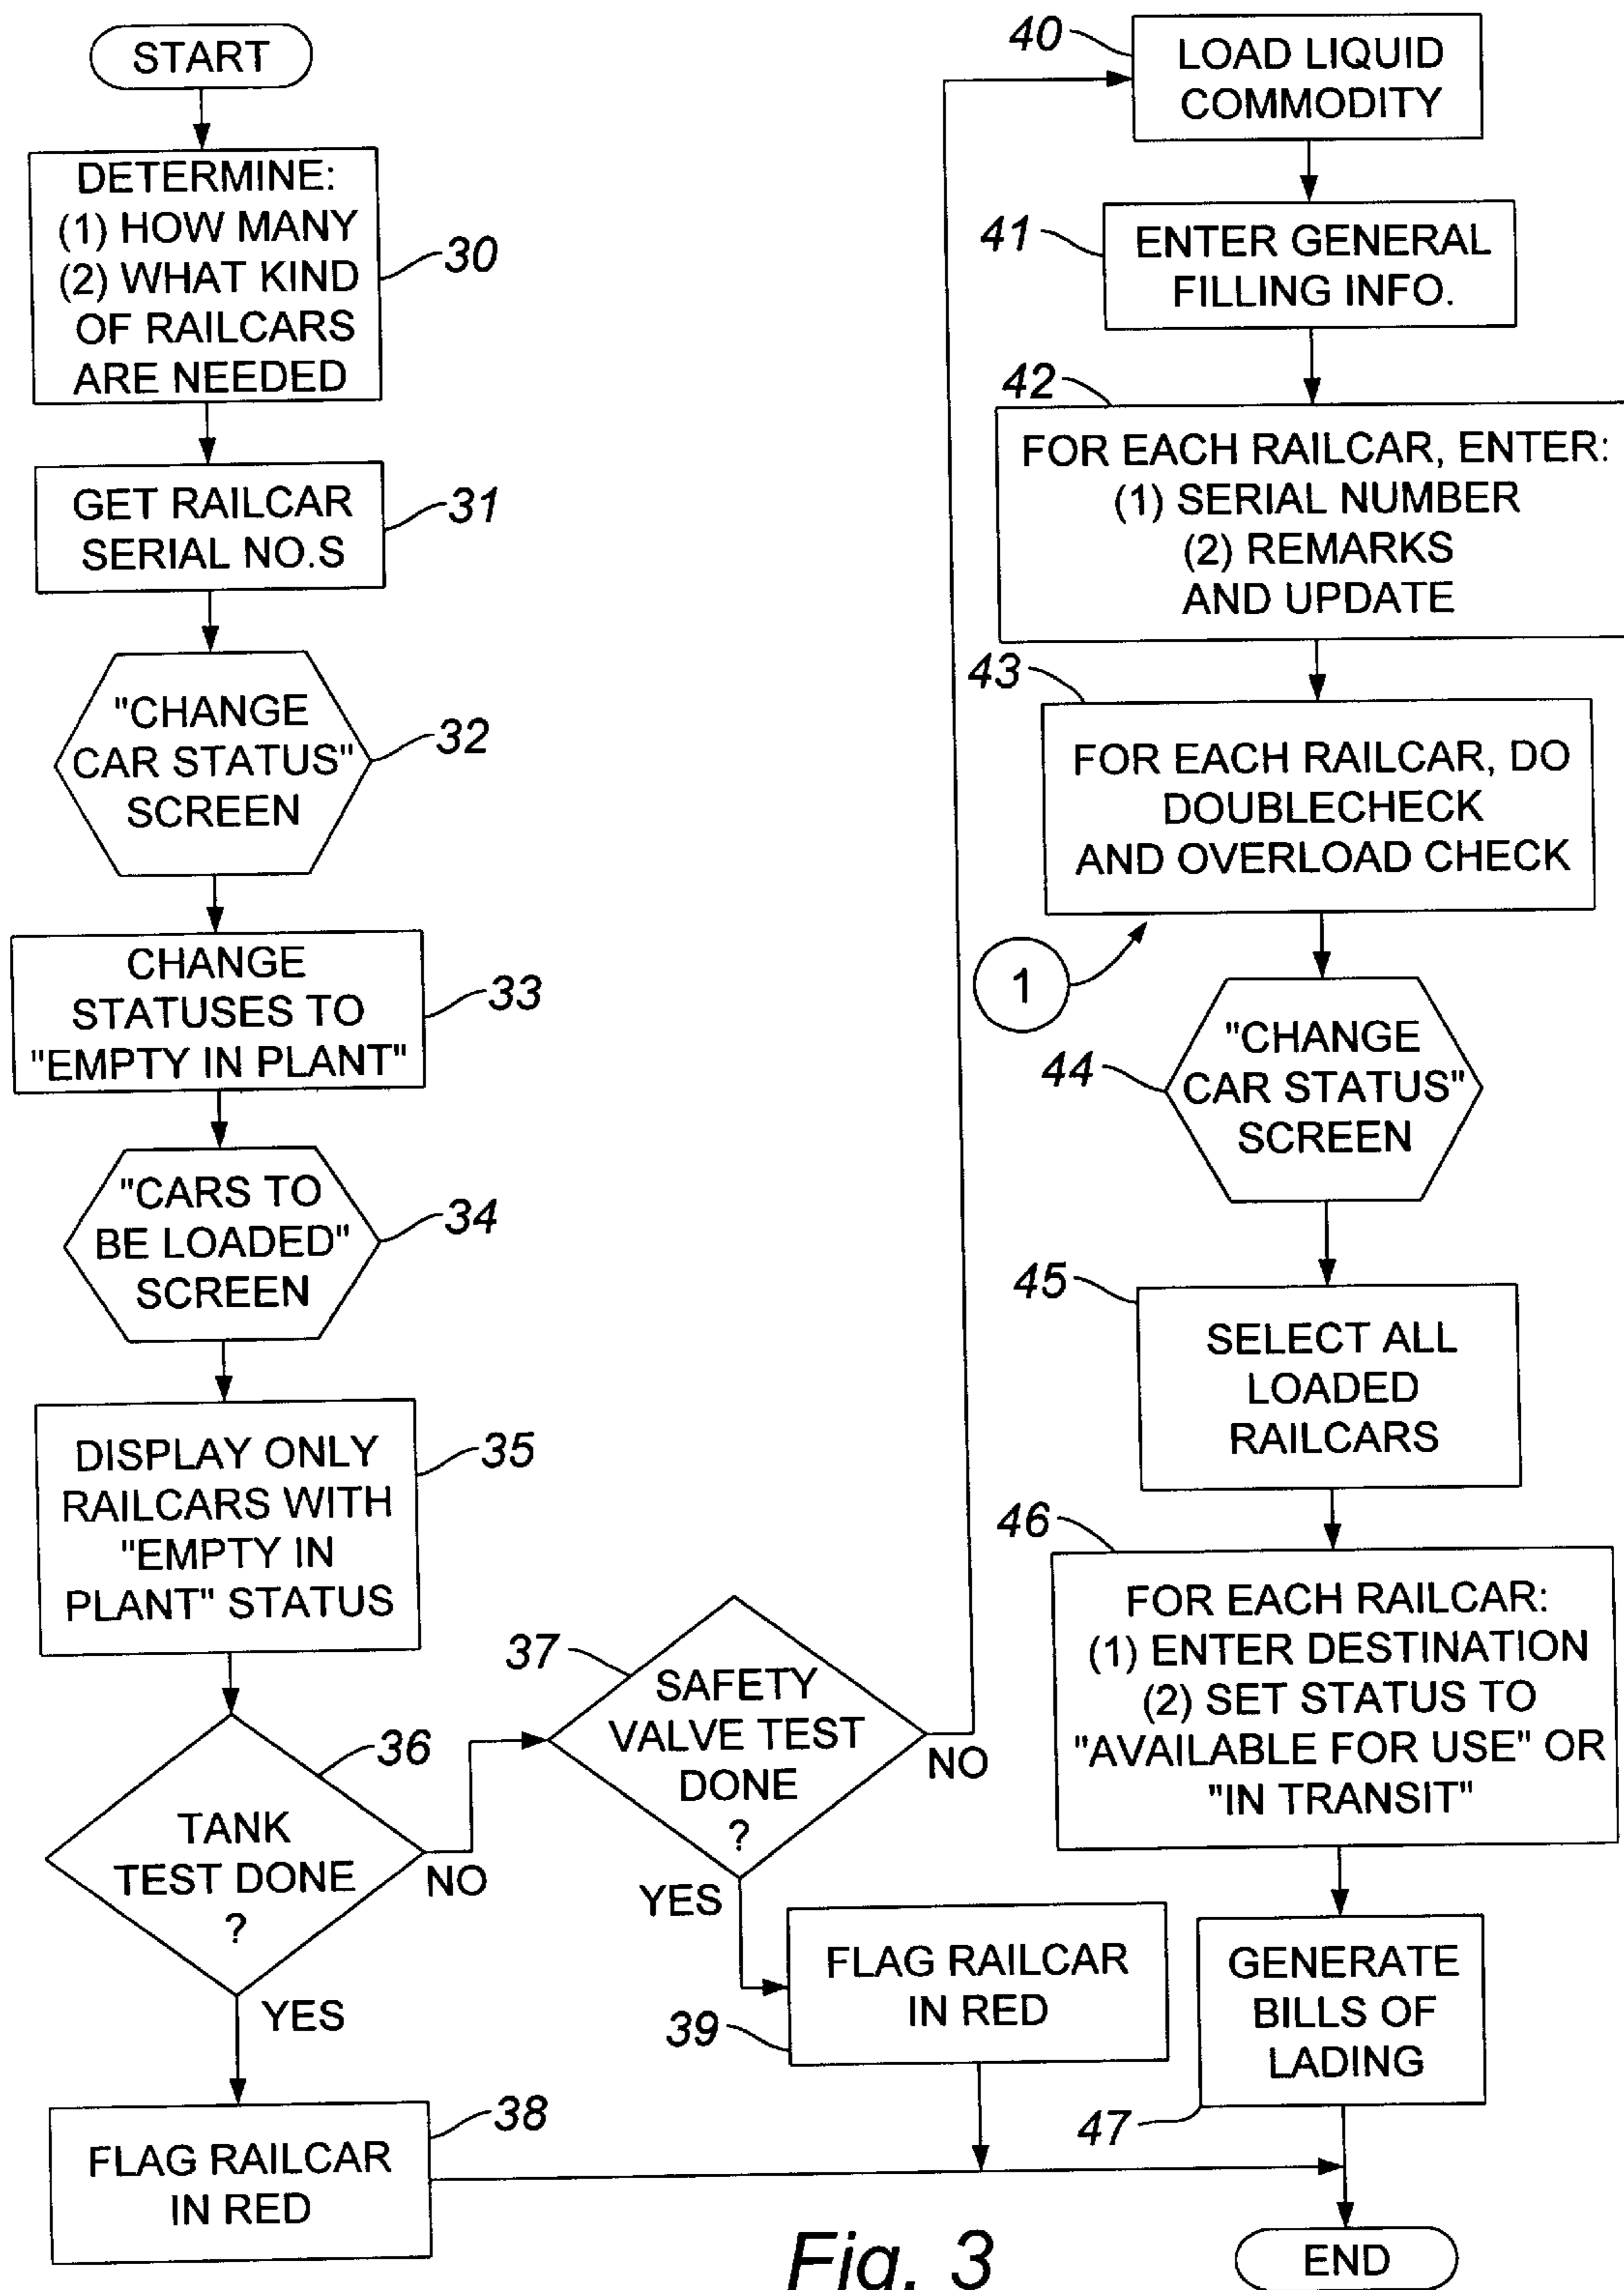 START
DETERMINE:
(1) HOW MANY
(2) WHAT KIND
OF RAILCARS
ARE NEEDED
30
GET RAILCAR
SERIAL NO.S
31
"CHANGE
CAR STATUS"
SCREEN
32
CHANGE
STATUSES TO
"EMPTY IN PLANT"
33
"CARS TO
BE LOADED"
SCREEN
34
DISPLAY ONLY
RAILCARS WITH
"EMPTY IN
PLANT" STATUS
35
TANK
TEST DONE
?
36
NO
YES
37
SAFETY
VALVE TEST
DONE
?
NO
YES
FLAG RAILCAR
IN RED
38
FLAG RAILCAR
IN RED
39
40
LOAD LIQUID
COMMODITY
41
ENTER GENERAL
FILLING INFO.
42
FOR EACH RAILCAR, ENTER:
(1) SERIAL NUMBER
(2) REMARKS
AND UPDATE
43
FOR EACH RAILCAR, DO
DOUBLECHECK
AND OVERLOAD CHECK
1
44
"CHANGE
CAR STATUS"
SCREEN
45
SELECT ALL
LOADED
RAILCARS
46
FOR EACH RAILCAR:
(1) ENTER DESTINATION
(2) SET STATUS TO
"AVAILABLE FOR USE" OR
"IN TRANSIT"
GENERATE
BILLS OF
LADING
47
END
Fig. 3